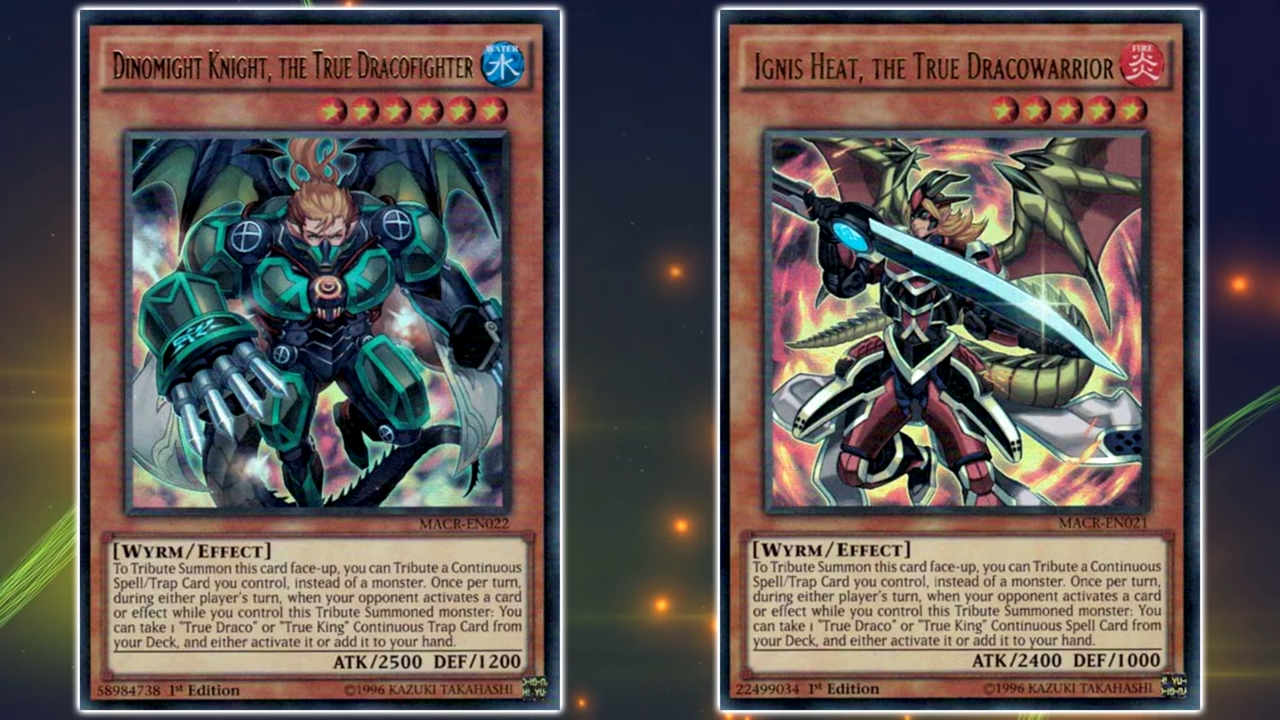 DINOMIGHT KNIGHT, THE TRUE DRACOFIGHTER
WATER
水
MACR-EN022
[WYRM/EFFECT]
To Tribute Summon this card face-up, you can Tribute a Continuous
Spell/Trap Card you control, instead of a monster. Once per turn,
during either player's turn, when your opponent activates a card
or effect while you control this Tribute Summoned monster: You
can take 1 "True Draco" or "True King" Continuous Trap Card from
your Deck, and either activate it or add it to your hand.
ATK/2500 DEF/1200
58984738 1st Edition ©1996 KAZUKI TAKAHASHI
IGNIS HEAT, THE TRUE DRACOWARRIOR
FIRE
炎
MACR-EN021
[WYRM/EFFECT]
To Tribute Summon this card face-up, you can Tribute a Continuous
Spell/Trap Card you control, instead of a monster. Once per turn,
during either player's turn, when your opponent activates a card
or effect while you control this Tribute Summoned monster: You
can take 1 "True Draco" or "True King" Continuous Spell Card from
your Deck, and either activate it or add it to your hand.
ATK/2400 DEF/1000
22499034 1st Edition ©1996 KAZUKI TAKAHASHI